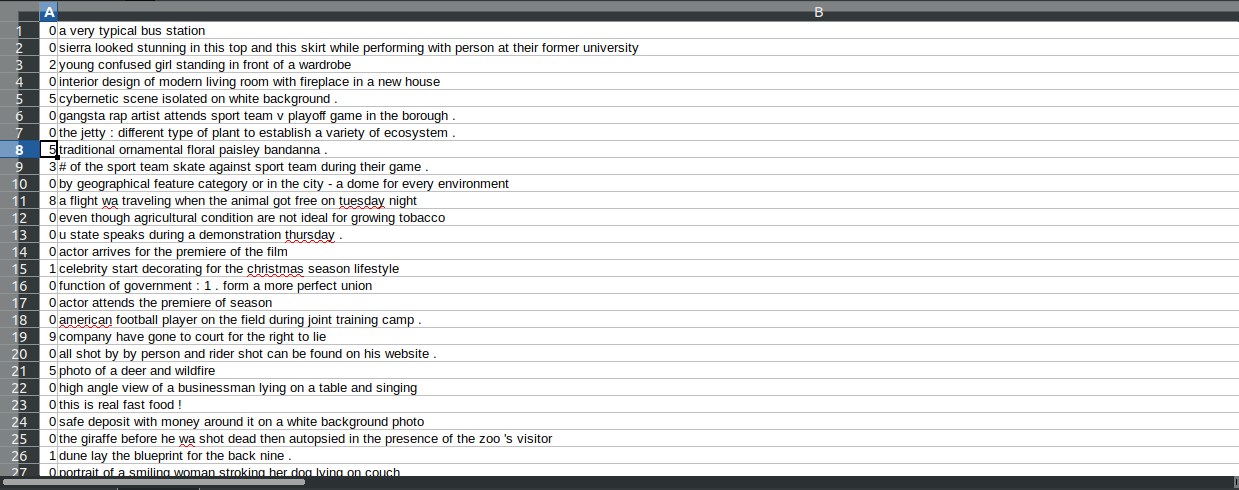 A B
1 0 a very typical bus station
2 0 sierra looked stunning in this top and this skirt while performing with person at their former university
3 2 young confused girl standing in front of a wardrobe
4 0 interior design of modern living room with fireplace in a new house
5 5 cybernetic scene isolated on white background .
6 0 gangsta rap artist attends sport team v playoff game in the borough .
7 0 the jetty : different type of plant to establish a variety of ecosystem .
8 5 traditional ornamental floral paisley bandanna .
9 3 # of the sport team skate against sport team during their game .
10 0 by geographical feature category or in the city - a dome for every environment
11 8 a flight wa traveling when the animal got free on tuesday night
12 0 even though agricultural condition are not ideal for growing tobacco
13 0 u state speaks during a demonstration thursday .
14 0 actor arrives for the premiere of the film
15 1 celebrity start decorating for the christmas season lifestyle
16 0 function of government : 1 . form a more perfect union
17 0 actor attends the premiere of season
18 0 american football player on the field during joint training camp .
19 9 company have gone to court for the right to lie
20 0 all shot by by person and rider shot can be found on his website .
21 5 photo of a deer and wildfire
22 0 high angle view of a businessman lying on a table and singing
23 0 this is real fast food !
24 0 safe deposit with money around it on a white background photo
25 0 the giraffe before he wa shot dead then autopsied in the presence of the zoo 's visitor
26 1 dune lay the blueprint for the back nine .
27 0 portrait of a smiling woman stroking her dog lying on couch